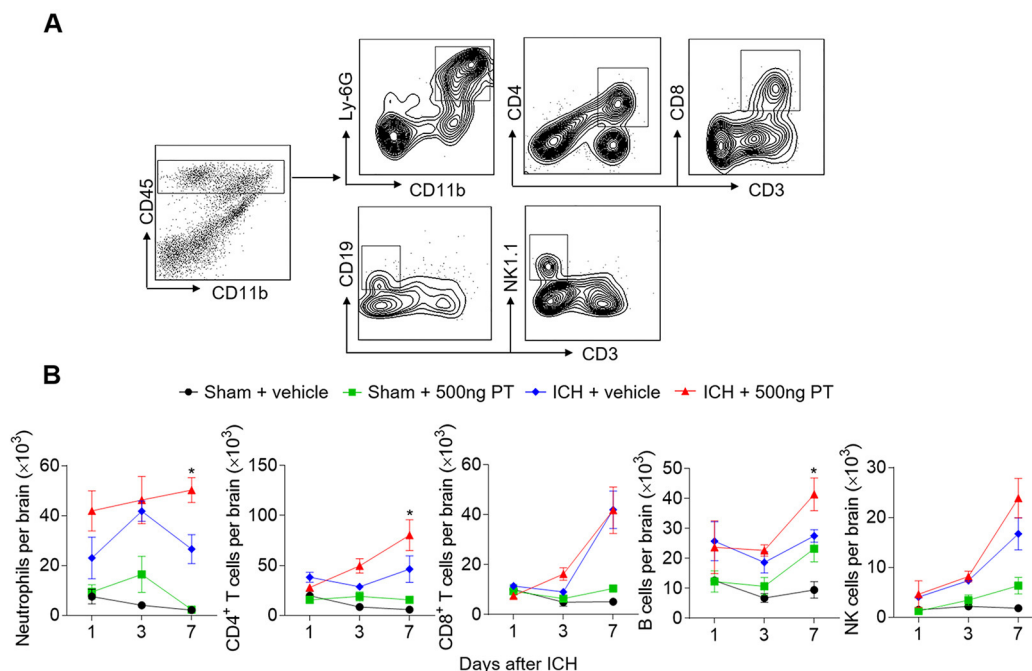 A
CD45
CD11b
Ly-6G
CD11b
CD4
CD8
CD3
CD19
NK1.1
CD3
B
Sham + vehicle Sham + 500ng PT ICH + vehicle ICH + 500ng PT
Neutrophils per brain (×10³)
60
40
20
0
1 3 7
*
CD4⁺ T cells per brain (×10³)
150
100
50
0
1 3 7
*
CD8⁺ T cells per brain (×10³)
60
40
20
0
1 3 7
B cells per brain (×10³)
50
40
30
20
10
0
1 3 7
*
NK cells per brain (×10³)
30
20
10
0
1 3 7
Days after ICH